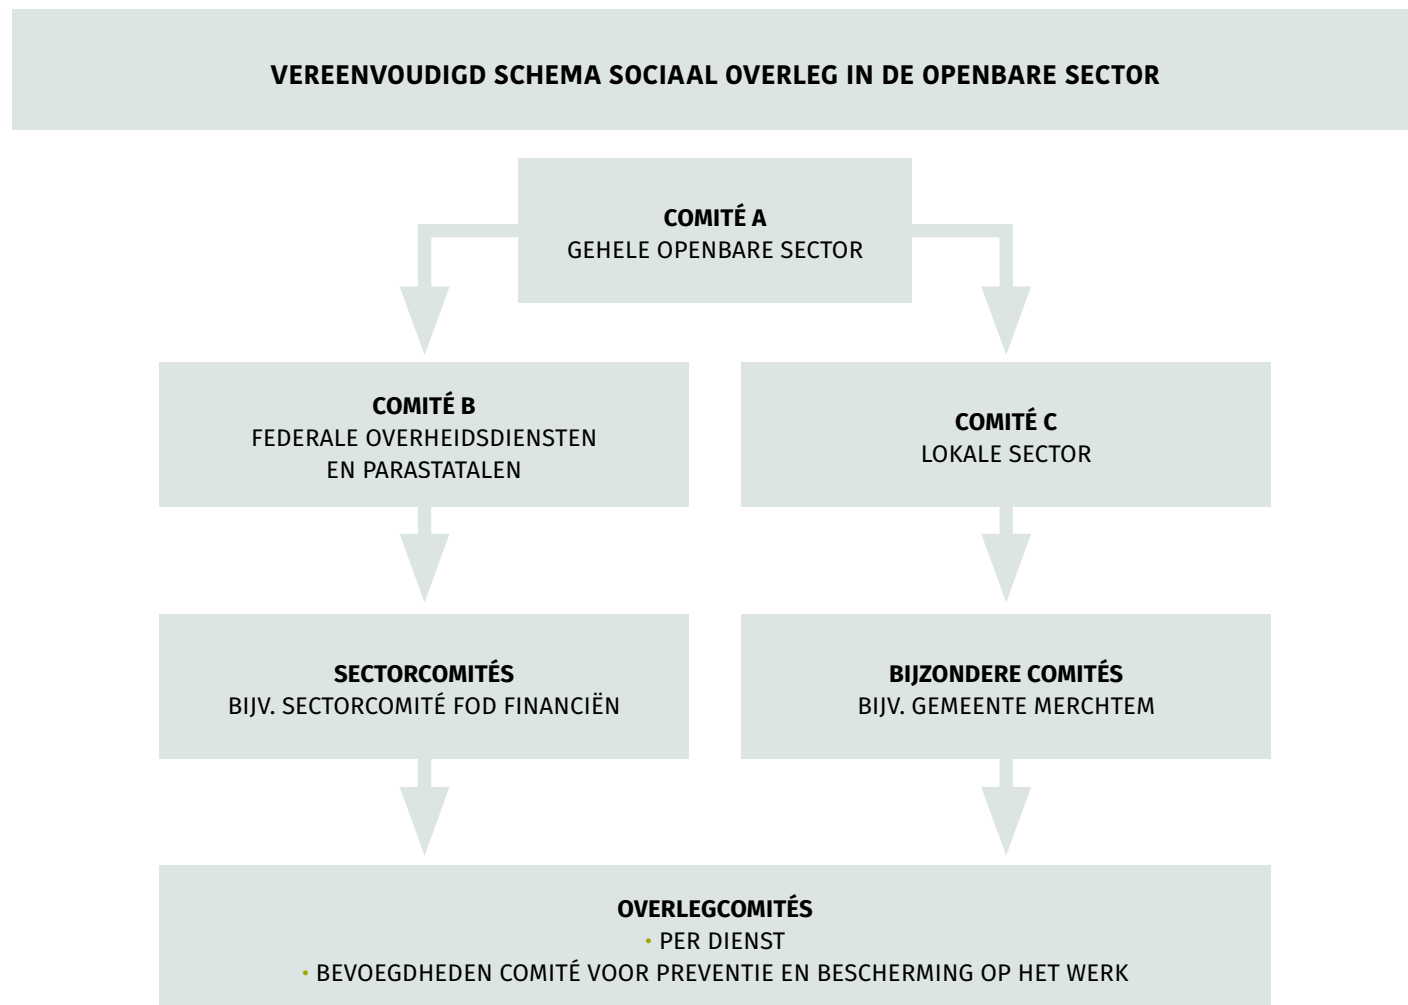 VEREENVOUDIGD SCHEMA SOCIAAL OVERLEG IN DE OPENBARE SECTOR
COMITÉ A
GEHELE OPENBARE SECTOR
COMITÉ B
FEDERALE OVERHEIDSDIENSTEN
EN PARASTATALEN
COMITÉ C
LOKALE SECTOR
SECTORCOMITÉS
BIJV. SECTORCOMITÉ FOD FINANCIËN
BIJZONDERE COMITÉS
BIJV. GEMEENTE MERCHTEM
OVERLEGCOMITÉS
• PER DIENST
• BEVOEGDHEDEN COMITÉ VOOR PREVENTIE EN BESCHERMING OP HET WERK